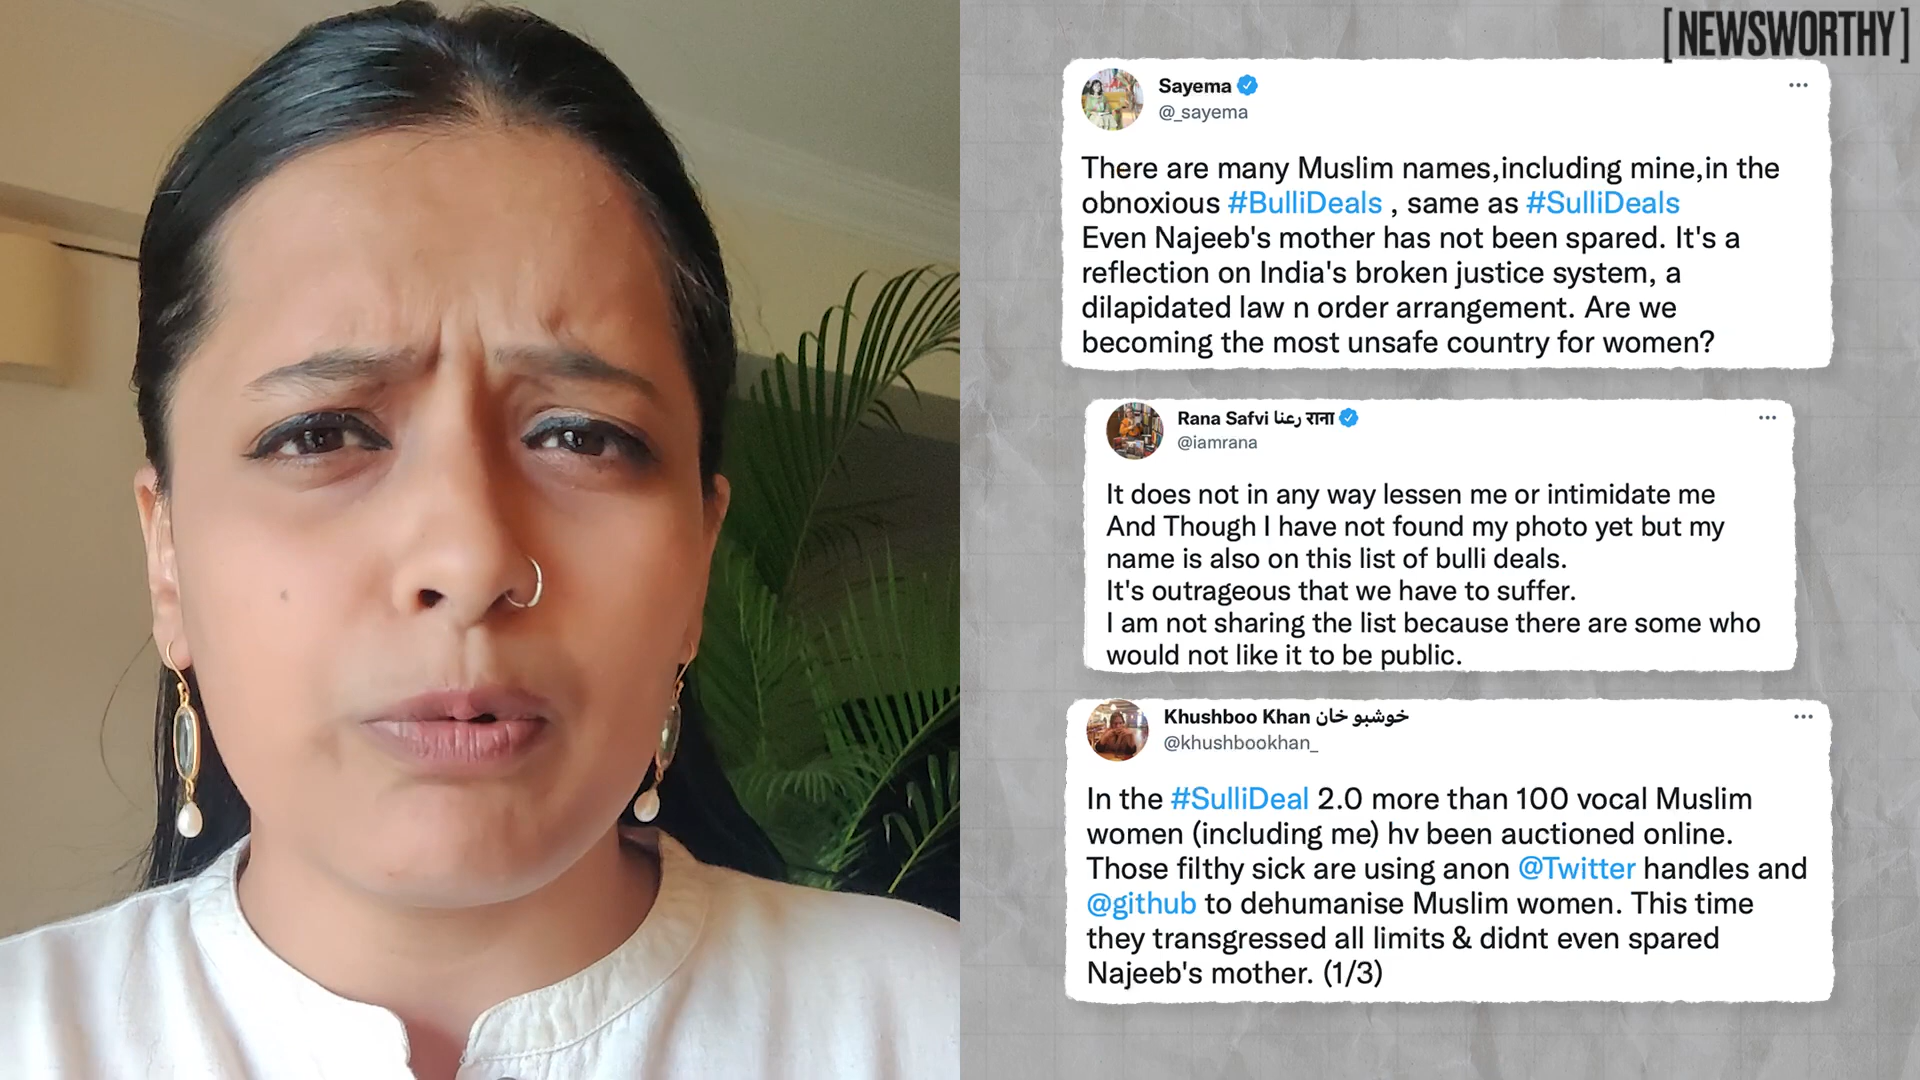 [NEWSWORTHY]
Sayema
@_sayema
There are many Muslim names,including mine,in the
obnoxious #BulliDeals , same as #SulliDeals
Even Najeeb's mother has not been spared. It's a
reflection on India's broken justice system, a
dilapidated law n order arrangement. Are we
becoming the most unsafe country for women?
Rana Safvi رعنا राना
@iamrana
It does not in any way lessen me or intimidate me
And Though I have not found my photo yet but my
name is also on this list of bulli deals.
It's outrageous that we have to suffer.
I am not sharing the list because there are some who
would not like it to be public.
Khushboo Khan خوشبو خان
@khushbookhan_
In the #SulliDeal 2.0 more than 100 vocal Muslim
women (including me) hv been auctioned online.
Those filthy sick are using anon @Twitter handles and
@github to dehumanise Muslim women. This time
they transgressed all limits & didnt even spared
Najeeb's mother. (1/3)